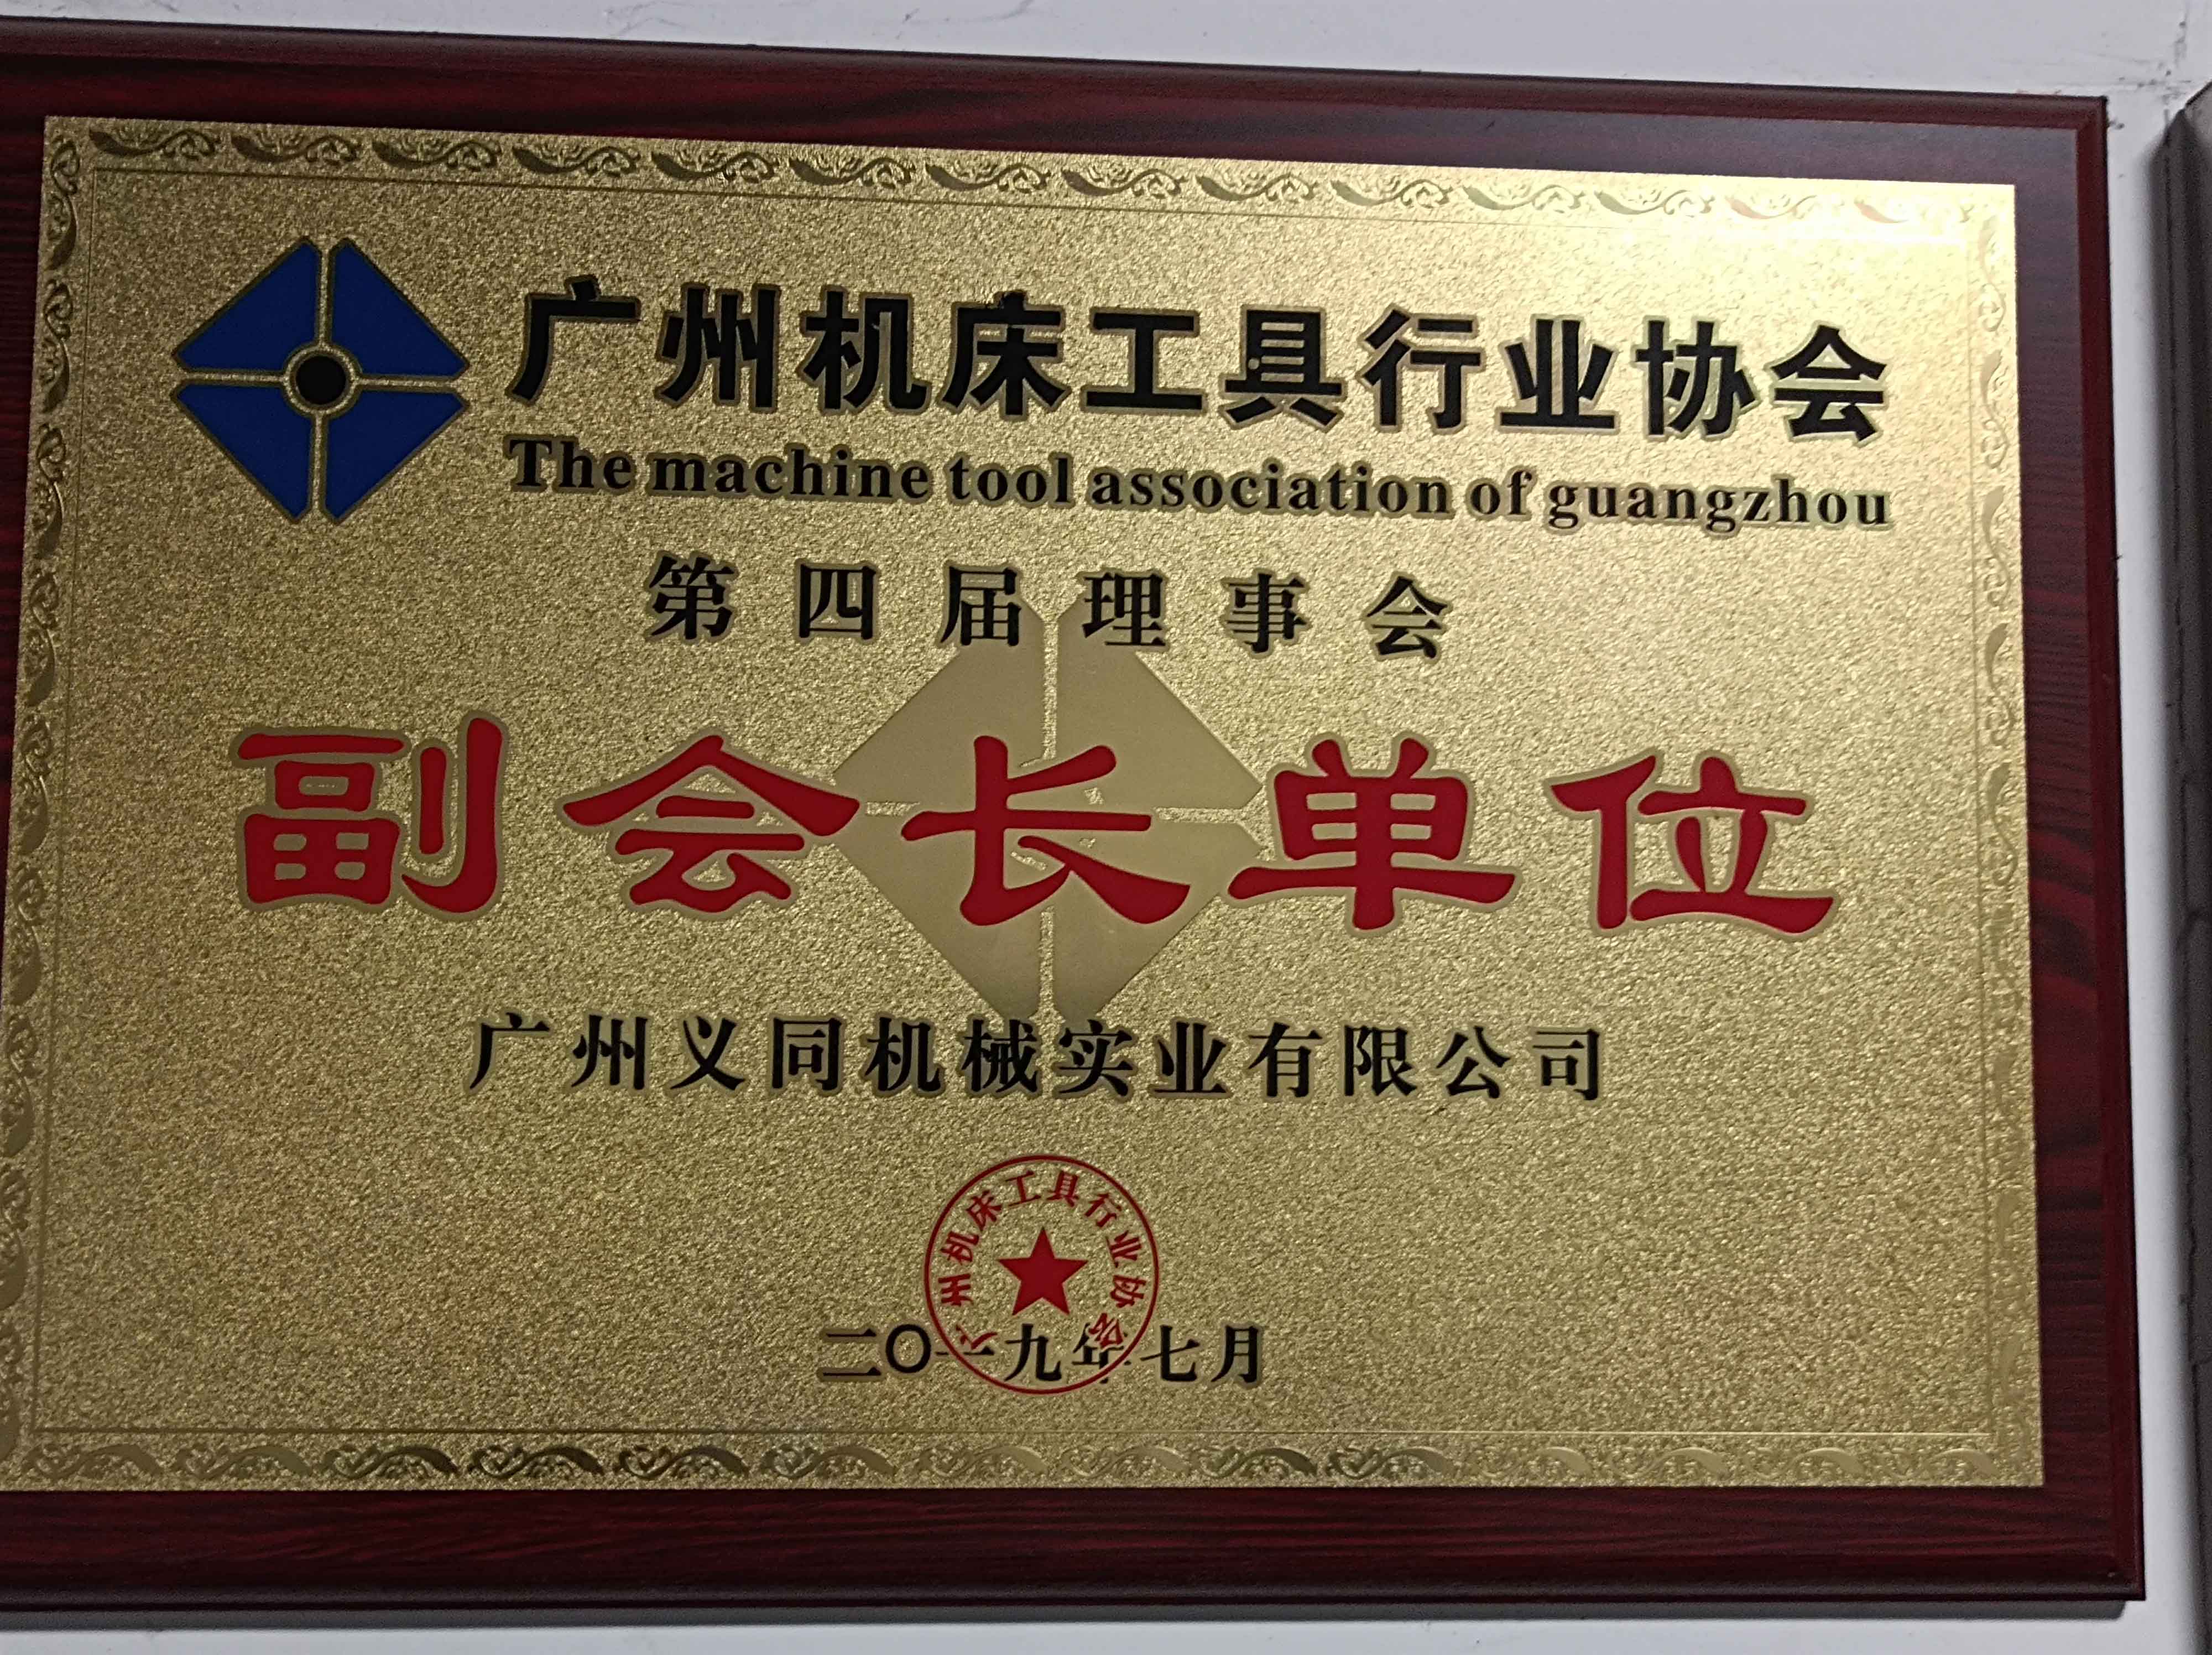 广州机床工具行业协会
The machine tool association of guangzhou
第四届理事会
副会长单位
广州义同机械实业有限公司
广州机床工具行业协会
二〇一九年七月